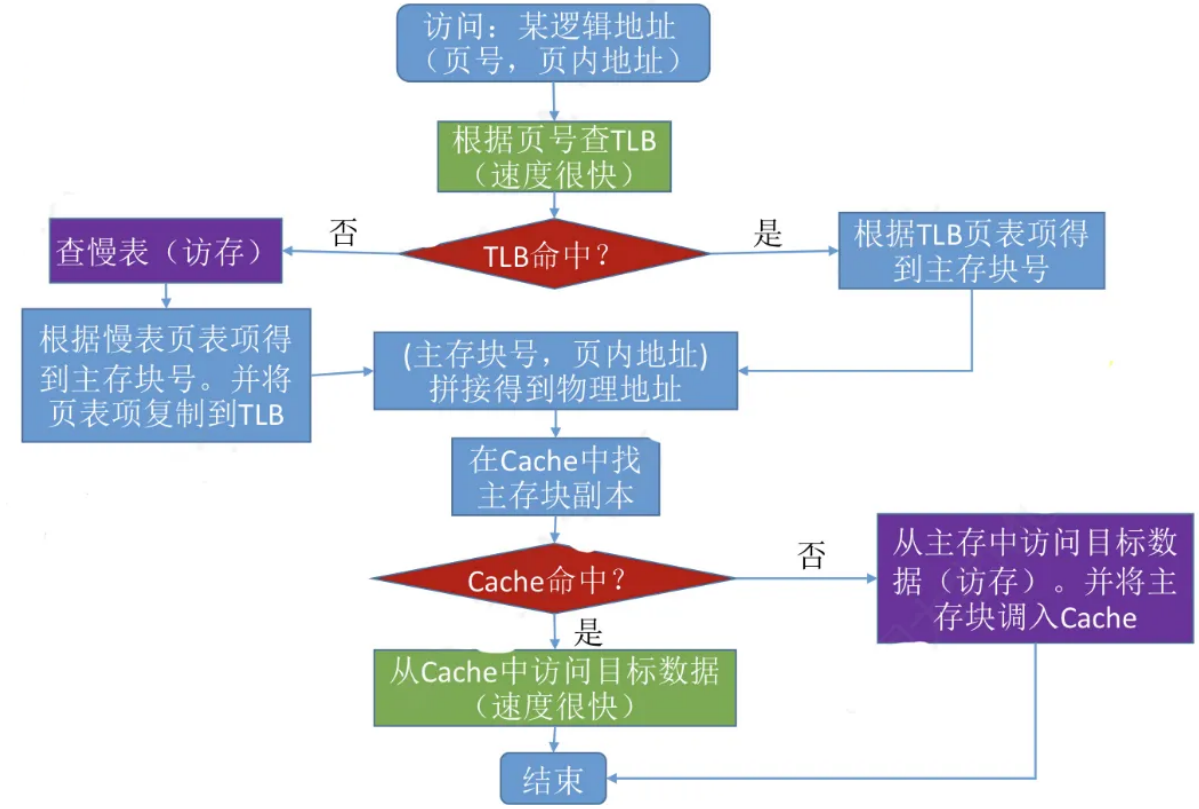 访问：某逻辑地址
（页号，页内地址）
根据页号查TLB
（速度很快）
TLB命中？
否
是
查慢表（访存）
根据TLB页表项得
到主存块号
根据慢表页表项得
到主存块号。并将
页表项复制到TLB
(主存块号，页内地址)
拼接得到物理地址
在Cache中找
主存块副本
Cache命中？
否
是
从主存中访问目标数
据（访存）。并将主
存块调入Cache
从Cache中访问目标数据
（速度很快）
结束